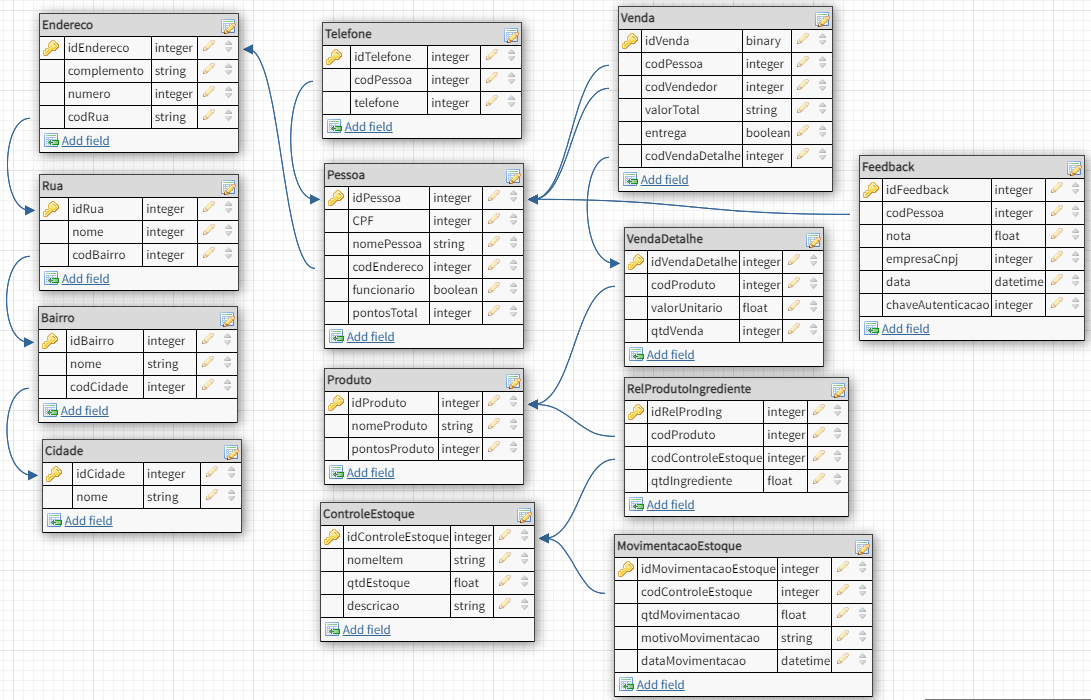 Endereco
idEndereco integer
complemento string
numero integer
codRua string
Add field
Rua
idRua integer
nome integer
codBairro integer
Add field
Bairro
idBairro integer
nome string
codCidade integer
Add field
Cidade
idCidade integer
nome string
Add field
Telefone
idTelefone integer
codPessoa integer
telefone integer
Add field
Pessoa
idPessoa integer
CPF integer
nomePessoa string
codEndereco integer
funcionario boolean
pontosTotal integer
Add field
Produto
idProduto integer
nomeProduto string
pontosProduto integer
Add field
ControleEstoque
idControleEstoque integer
nomeItem string
qtdEstoque float
descricao string
Add field
Venda
idVenda binary
codPessoa integer
codVendedor integer
valorTotal string
entrega boolean
codVendaDetalhe integer
Add field
VendaDetalhe
idVendaDetalhe integer
codProduto integer
valorUnitario float
qtdVenda integer
Add field
RelProdutoIngrediente
idRelProdIng integer
codProduto integer
codControleEstoque integer
qtdIngrediente float
Add field
MovimentacaoEstoque
idMovimentacaoEstoque integer
codControleEstoque integer
qtdMovimentacao float
motivoMovimentacao string
dataMovimentacao datetime
Add field
Feedback
idFeedback integer
codPessoa integer
nota float
empresaCnpj integer
data datetime
chaveAutenticacao integer
Add field